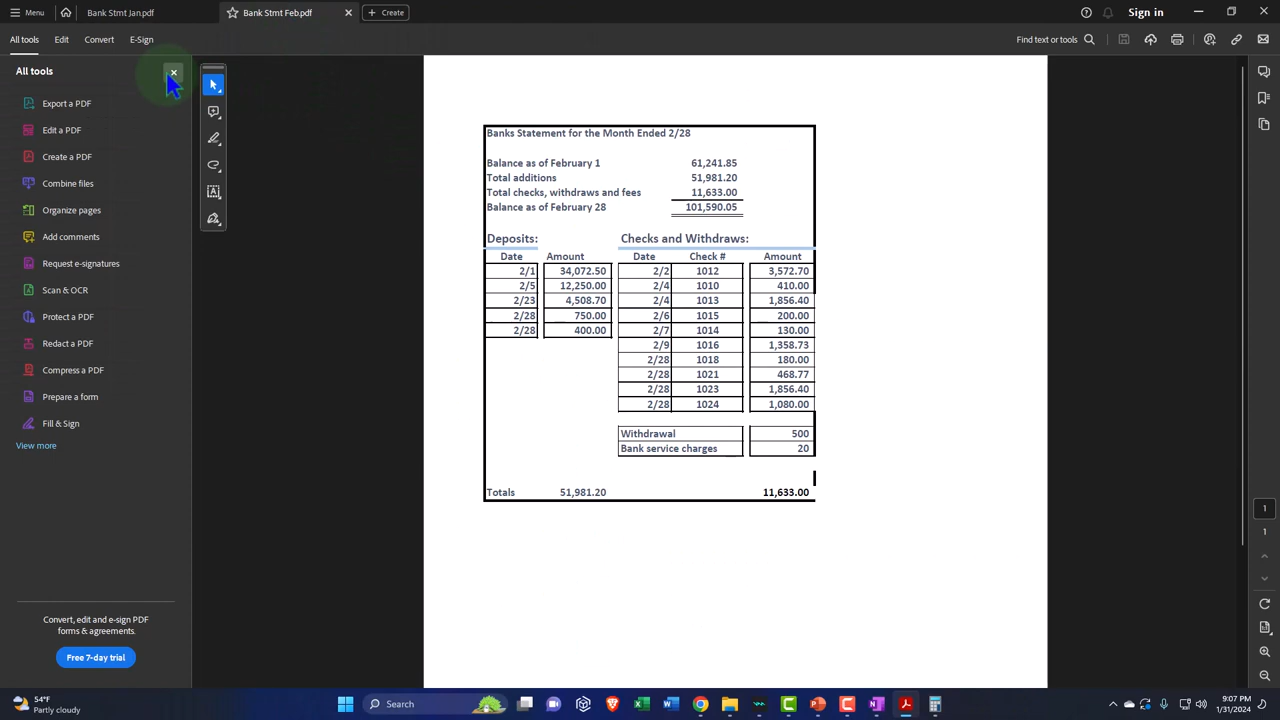 Menu Bank Stmt Jan.pdf Bank Stmt Feb.pdf Create Sign in
All tools Edit Convert E-Sign Find text or tools
All tools
Export a PDF
Edit a PDF
Create a PDF
Combine files
Organize pages
Add comments
Request e-signatures
Scan & OCR
Protect a PDF
Redact a PDF
Compress a PDF
Prepare a form
Fill & Sign
View more
Convert, edit and e-sign PDF
forms & agreements.
Free 7-day trial
Banks Statement for the Month Ended 2/28
Balance as of February 1 61,241.85
Total additions 51,981.20
Total checks, withdraws and fees 11,633.00
Balance as of February 28 101,590.05
Deposits: Checks and Withdraws:
Date Amount Date Check # Amount
2/1 34,072.50 2/2 1012 3,572.70
2/5 12,250.00 2/4 1010 410.00
2/23 4,508.70 2/4 1013 1,856.40
2/28 750.00 2/6 1015 200.00
2/28 400.00 2/7 1014 130.00
2/9 1016 1,358.73
2/28 1018 180.00
2/28 1021 468.77
2/28 1023 1,856.40
2/28 1024 1,080.00
Withdrawal 500
Bank service charges 20
Totals 51,981.20 11,633.00
1
1
54°F
Partly cloudy
Search
9:07 PM
1/31/2024